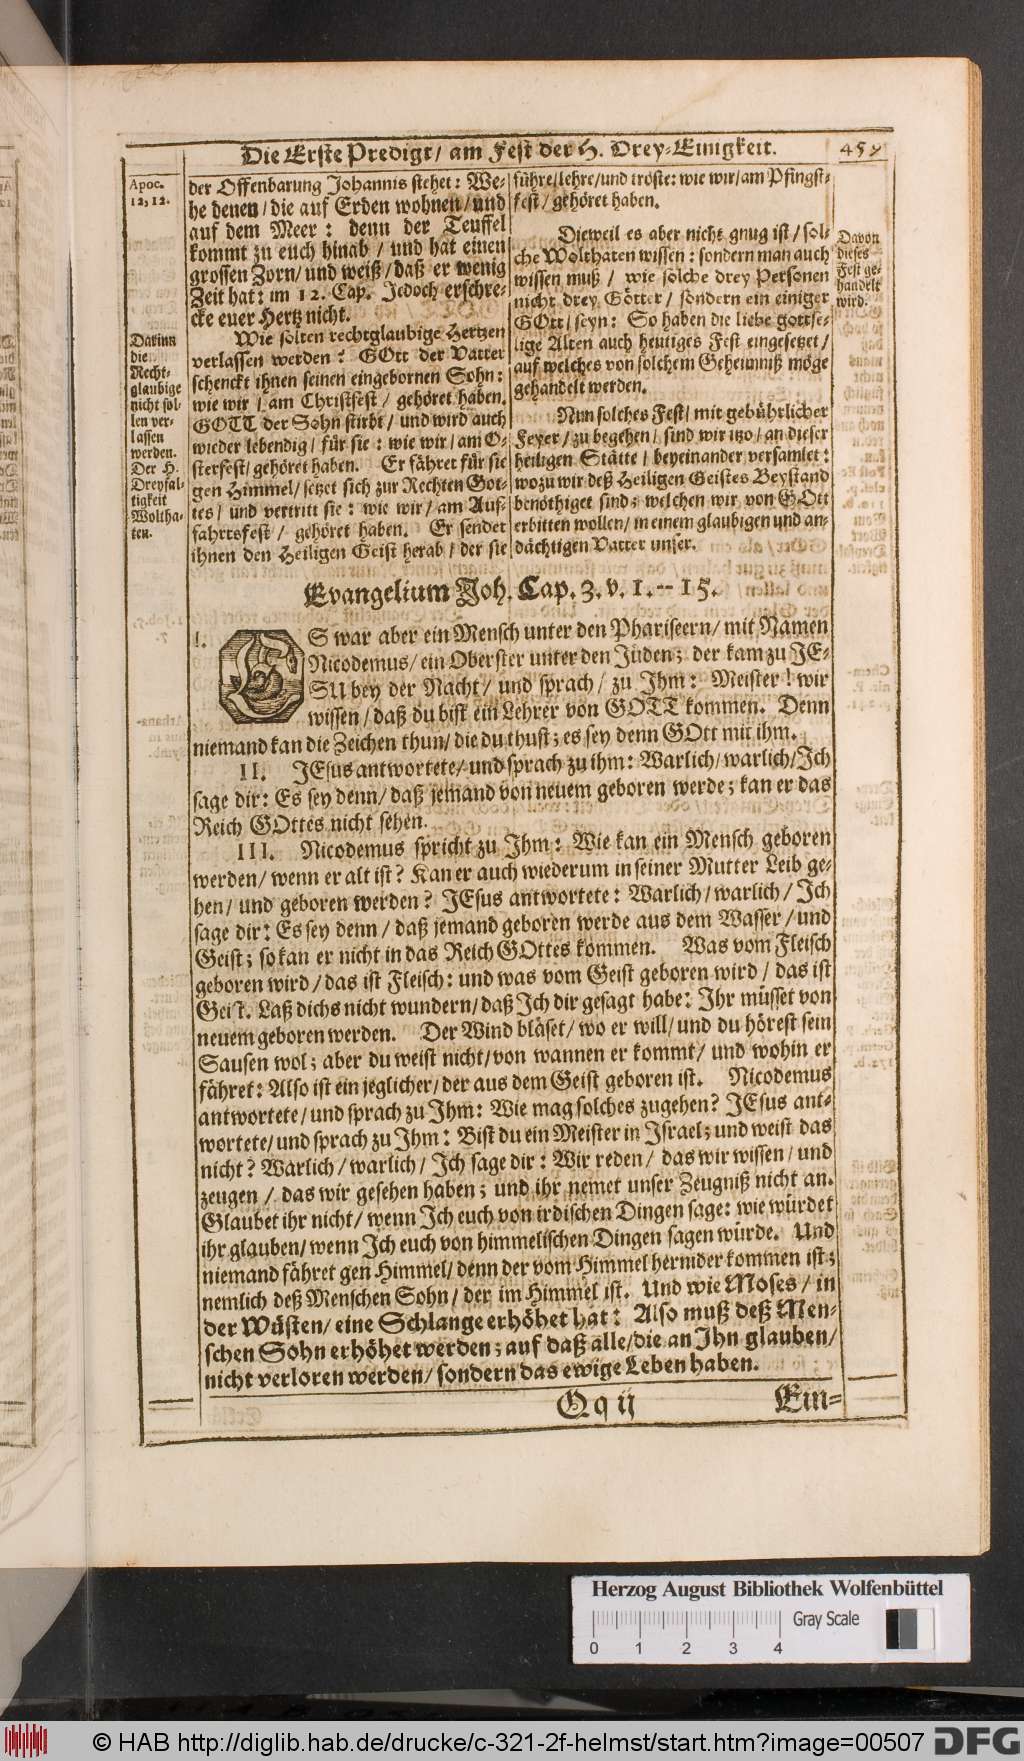 Die Erste Predigt/ am Fest der H. Drey-Einigkeit.
Apoc.
12, 12.
der Offenbarung Johannis stehet: We-
he denen/ die auf Erden wohnen/ und
auf dem Meer: denn der Teuffel
kommt zu euch hinab/ und hat einen
grossen Zorn/ und weiß/ daß er wenig
Zeit hat: im 12. Cap. Jedoch erschre-
cke euer Hertz nicht.
Darinn
die
Recht-
glaubige
nicht sol-
len ver-
lassen
werden.
Der H.
Dreyfal-
tigkeit
Woltha-
ten.
Wie solten rechtglaubige Hertzen
verlassen werden? GOtt der Vatter
schenckt ihnen seinen eingebornen Sohn:
wie wir/ am Christfest/ gehöret haben.
GOTT der Sohn stirbt/ und wird auch
wieder lebendig/ für sie: wie wir/ am O-
sterfest/ gehöret haben. Er fähret für sie
gen Himmel/ setzet sich zur Rechten Got-
tes/ und vertritt sie: wie wir/ am Auf-
fahrtsfest/ gehöret haben. Er sendet
ihnen den Heiligen Geist herab/ der sie
führe/ lehre/ und tröste: wie wir/ am Pfingst-
fest/ gehöret haben.
Dieweil es aber nicht gnug ist/ sol-
che Wolthaten wissen: sondern man auch
wissen muß/ wie solche drey Personen
nicht drey Götter/ sondern ein einiger
GOtt/ seyn: So haben die liebe gottse-
lige Alten auch heutiges Fest eingesetzet/
auf welches von solchem Geheimniß möge
gehandelt werden.
Davon
dieses
Fest ge-
handelt
wird.
Nun solches Fest/ mit gebührlicher
Feyer/ zu begehen/ sind wir itzo/ an dieser
heiligen Stätte/ beyeinander versamlet:
wozu wir deß Heiligen Geistes Beystand
benöthiget sind; welchen wir von GOtt
erbitten wollen/ in einem glaubigen und an-
dächtigen Vatter unser.
Evangelium Joh. Cap. 3. v. 1.--15.
I. ES war aber ein Mensch unter den Phariseern/ mit Namen
Nicodemus/ ein Oberster unter den Jüden; der kam zu JE-
SU bey der Nacht/ und sprach/ zu Jhm: Meister! wir
wissen/ daß du bist ein Lehrer von GOTT kommen. Denn
niemand kan die Zeichen thun/ die du thust; es sey denn GOtt mit ihm.
II. JEsus antwortete/ und sprach zu ihm: Warlich/ warlich/ Jch
sage dir: Es sey denn/ daß jemand von neuem geboren werde; kan er das
Reich GOttes nicht sehen.
III. Nicodemus spricht zu Jhm: Wie kan ein Mensch geboren
werden/ wenn er alt ist? Kan er auch wiederum in seiner Mutter Leib ge-
hen/ und geboren werden? JEsus antwortete: Warlich/ warlich/ Jch
sage dir: Es sey denn/ daß jemand geboren werde aus dem Wasser/ und
Geist; so kan er nicht in das Reich GOttes kommen. Was vom Fleisch
geboren wird/ das ist Fleisch: und was vom Geist geboren wird/ das ist
Geist. Laß dichs nicht wundern/ daß Jch dir gesagt habe: Jhr müsset von
neuem geboren werden. Der Wind bläset/ wo er will/ und du hörest sein
Sausen wol; aber du weist nicht/ von wannen er kommt/ und wohin er
fähret: Also ist ein jeglicher/ der aus dem Geist geboren ist. Nicodemus
antwortete/ und sprach zu Jhm: Wie mag solches zugehen? JEsus ant-
wortete/ und sprach zu Jhm: Bist du ein Meister in Jsrael; und weist das
nicht? Warlich/ warlich/ Jch sage dir: Wir reden/ das wir wissen/ und
zeugen/ das wir gesehen haben; und ihr nemet unser Zeugniß nicht an.
Glaubet ihr nicht/ wenn Jch euch von irdischen Dingen sage: wie würdet
ihr glauben/ wenn Jch euch von himmelischen Dingen sagen würde. Und
niemand fähret gen Himmel/ denn der vom Himmel hernider kommen ist;
nemlich deß Menschen Sohn/ der im Himmel ist. Und wie Moses/ in
der Wüsten/ eine Schlange erhöhet hat: Also muß deß Men-
schen Sohn erhöhet werden; auf daß alle/ die an Jhn glauben/
nicht verloren werden/ sondern das ewige Leben haben.
Qq ij
Ein-
Herzog August Bibliothek Wolfenbüttel
0 1 2 3 4
Gray Scale
© HAB http://diglib.hab.de/drucke/c-321-2f-helmst/start.htm?image=00507
DFG